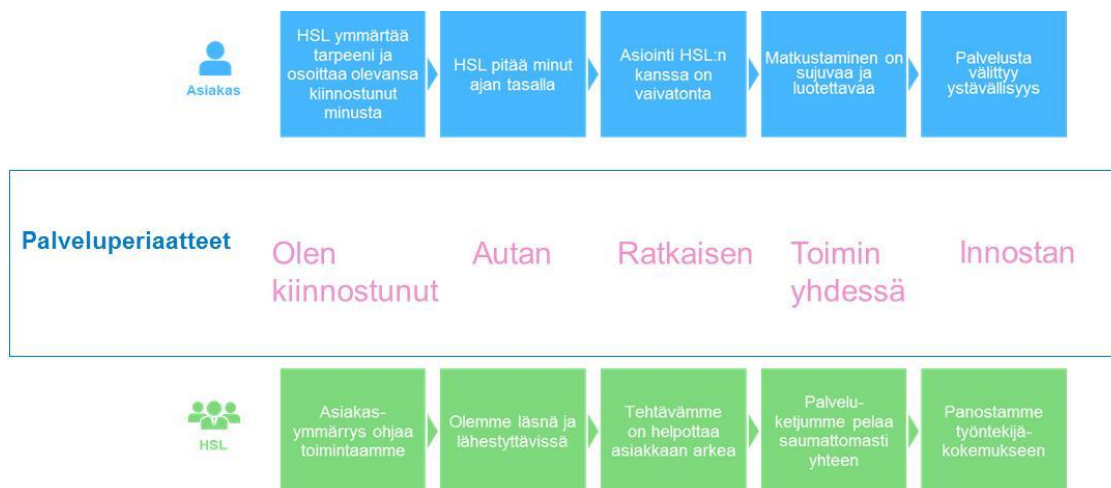 HSL ymmärtää
tarpeeni ja
osoittaa olevansa
kiinnostunut
minusta
HSL pitää minut
ajan tasalla
Asiointi HSL:n
kanssa on
vaivatonta
Matkustaminen on
sujuvaa ja
luotettavaa
Palvelusta
välittyy
ystävällisyys
Asiakas
Palveluperiaatteet
Olen
kiinnostunut
Autan
Ratkaisen
Toimin
yhdessä
Innostan
HSL
Asiakas-
ymmärrys ohjaa
toimintaamme
Olemme läsnä ja
lähestyttävissä
Tehtävämme
on helpottaa
asiakkaan arkea
Palvelu-
ketjumme pelaa
saumattomasti
yhteen
Panostamme
työntekijä-
kokemukseen